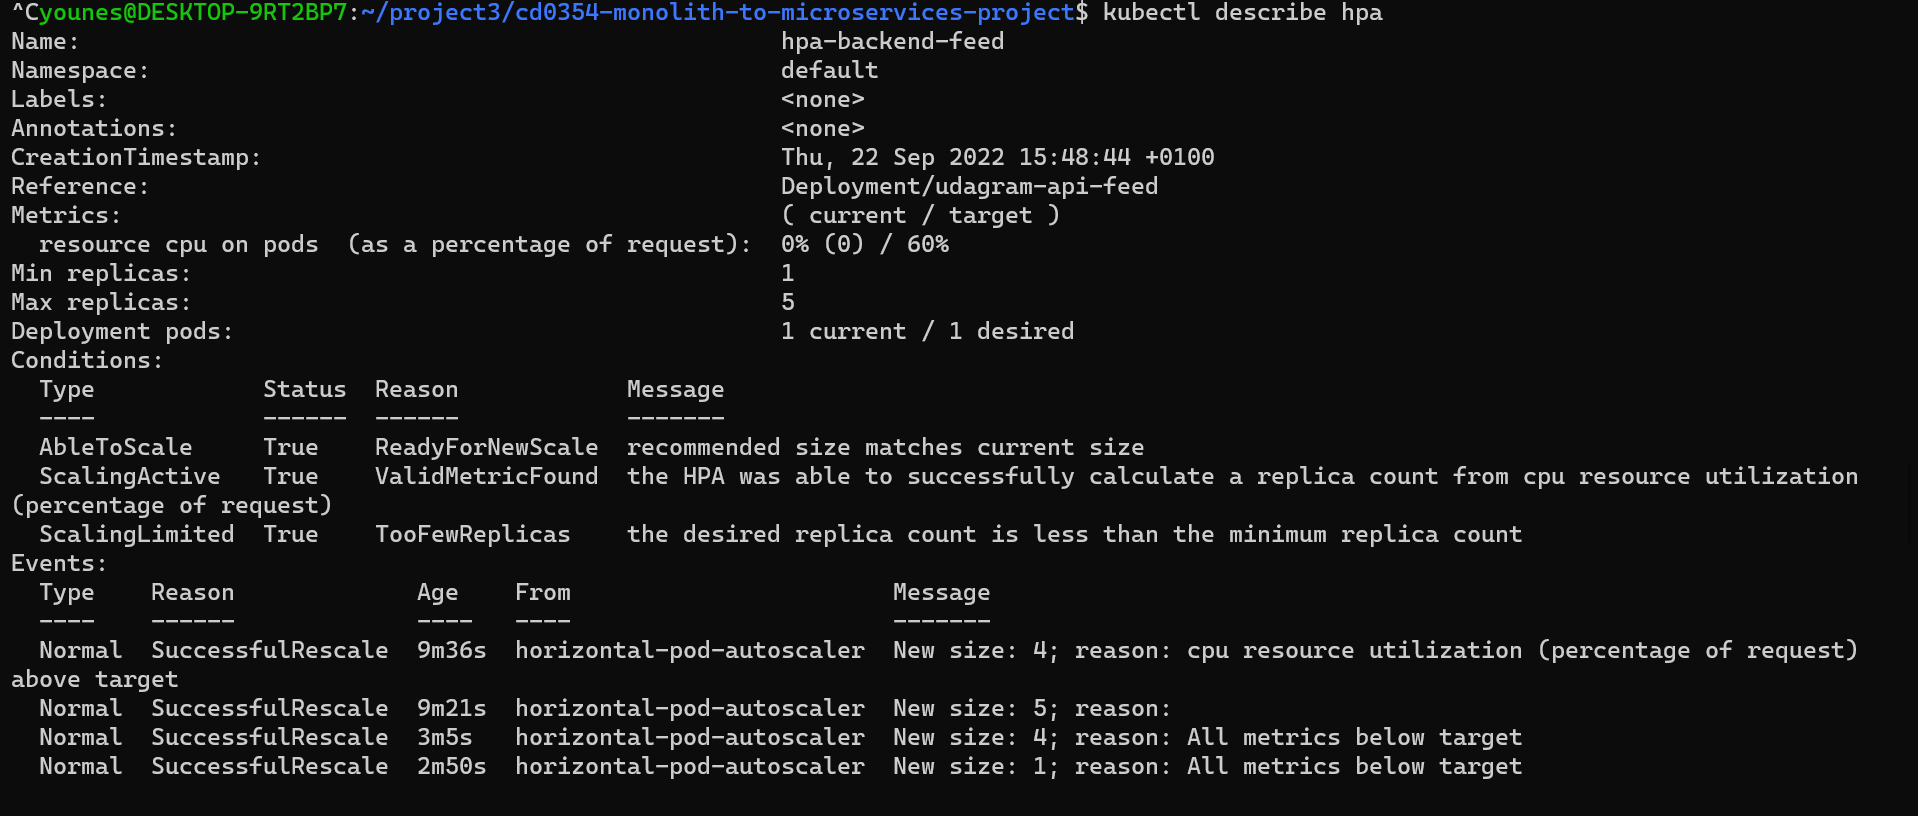 ^Cyounes@DESKTOP-9RT2BP7:~/project3/cd0354-monolith-to-microservices-project$ kubectl describe hpa
Name:                                                  hpa-backend-feed
Namespace:                                             default
Labels:                                                <none>
Annotations:                                           <none>
CreationTimestamp:                                     Thu, 22 Sep 2022 15:48:44 +0100
Reference:                                             Deployment/udagram-api-feed
Metrics:                                               ( current / target )
  resource cpu on pods  (as a percentage of request):  0% (0) / 60%
Min replicas:                                          1
Max replicas:                                          5
Deployment pods:                                       1 current / 1 desired
Conditions:
  Type            Status  Reason            Message
  ----            ------  ------            -------
  AbleToScale     True    ReadyForNewScale  recommended size matches current size
  ScalingActive   True    ValidMetricFound  the HPA was able to successfully calculate a replica count from cpu resource utilization
(percentage of request)
  ScalingLimited  True    TooFewReplicas    the desired replica count is less than the minimum replica count
Events:
  Type    Reason             Age    From                       Message
  ----    ------             ----   ----                       -------
  Normal  SuccessfulRescale  9m36s  horizontal-pod-autoscaler  New size: 4; reason: cpu resource utilization (percentage of request)
above target
  Normal  SuccessfulRescale  9m21s  horizontal-pod-autoscaler  New size: 5; reason:
  Normal  SuccessfulRescale  3m5s   horizontal-pod-autoscaler  New size: 4; reason: All metrics below target
  Normal  SuccessfulRescale  2m50s  horizontal-pod-autoscaler  New size: 1; reason: All metrics below target